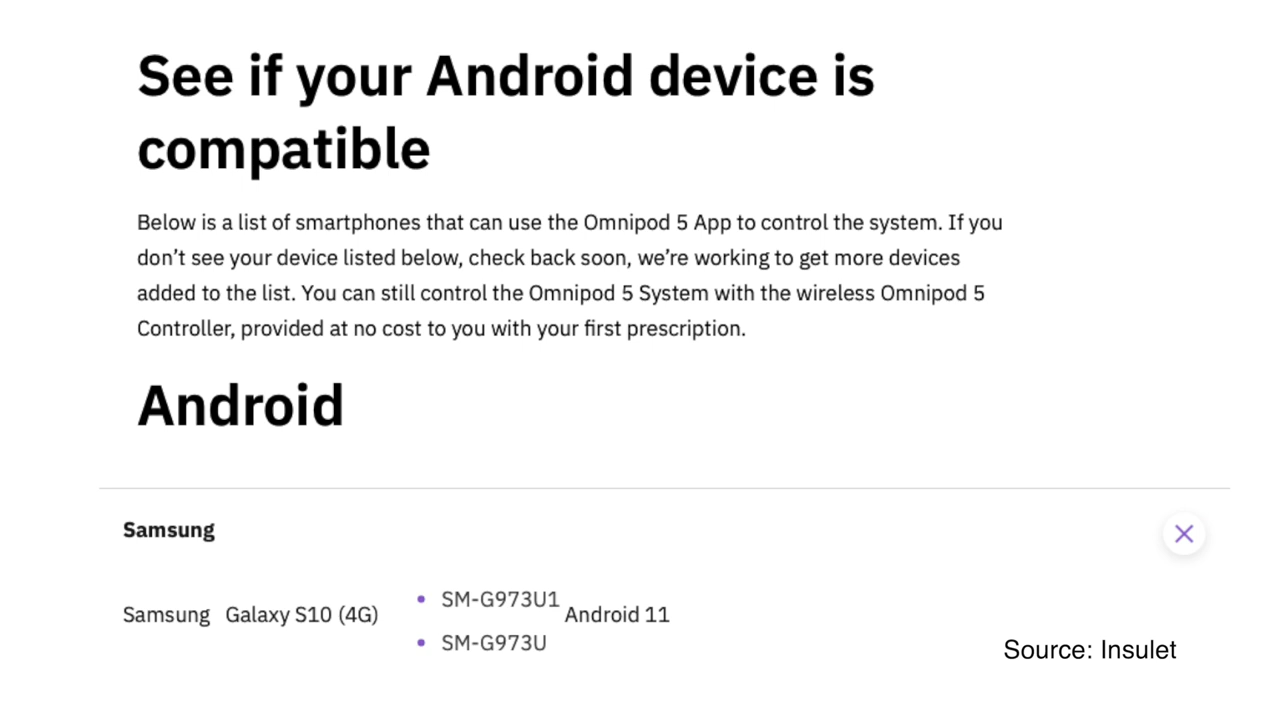 See if your Android device is
compatible
Below is a list of smartphones that can use the Omnipod 5 App to control the system. If you
don’t see your device listed below, check back soon, we’re working to get more devices
added to the list. You can still control the Omnipod 5 System with the wireless Omnipod 5
Controller, provided at no cost to you with your first prescription.
Android
Samsung
Samsung Galaxy S10 (4G)
• SM-G973U1
• SM-G973U
Android 11
Source: Insulet